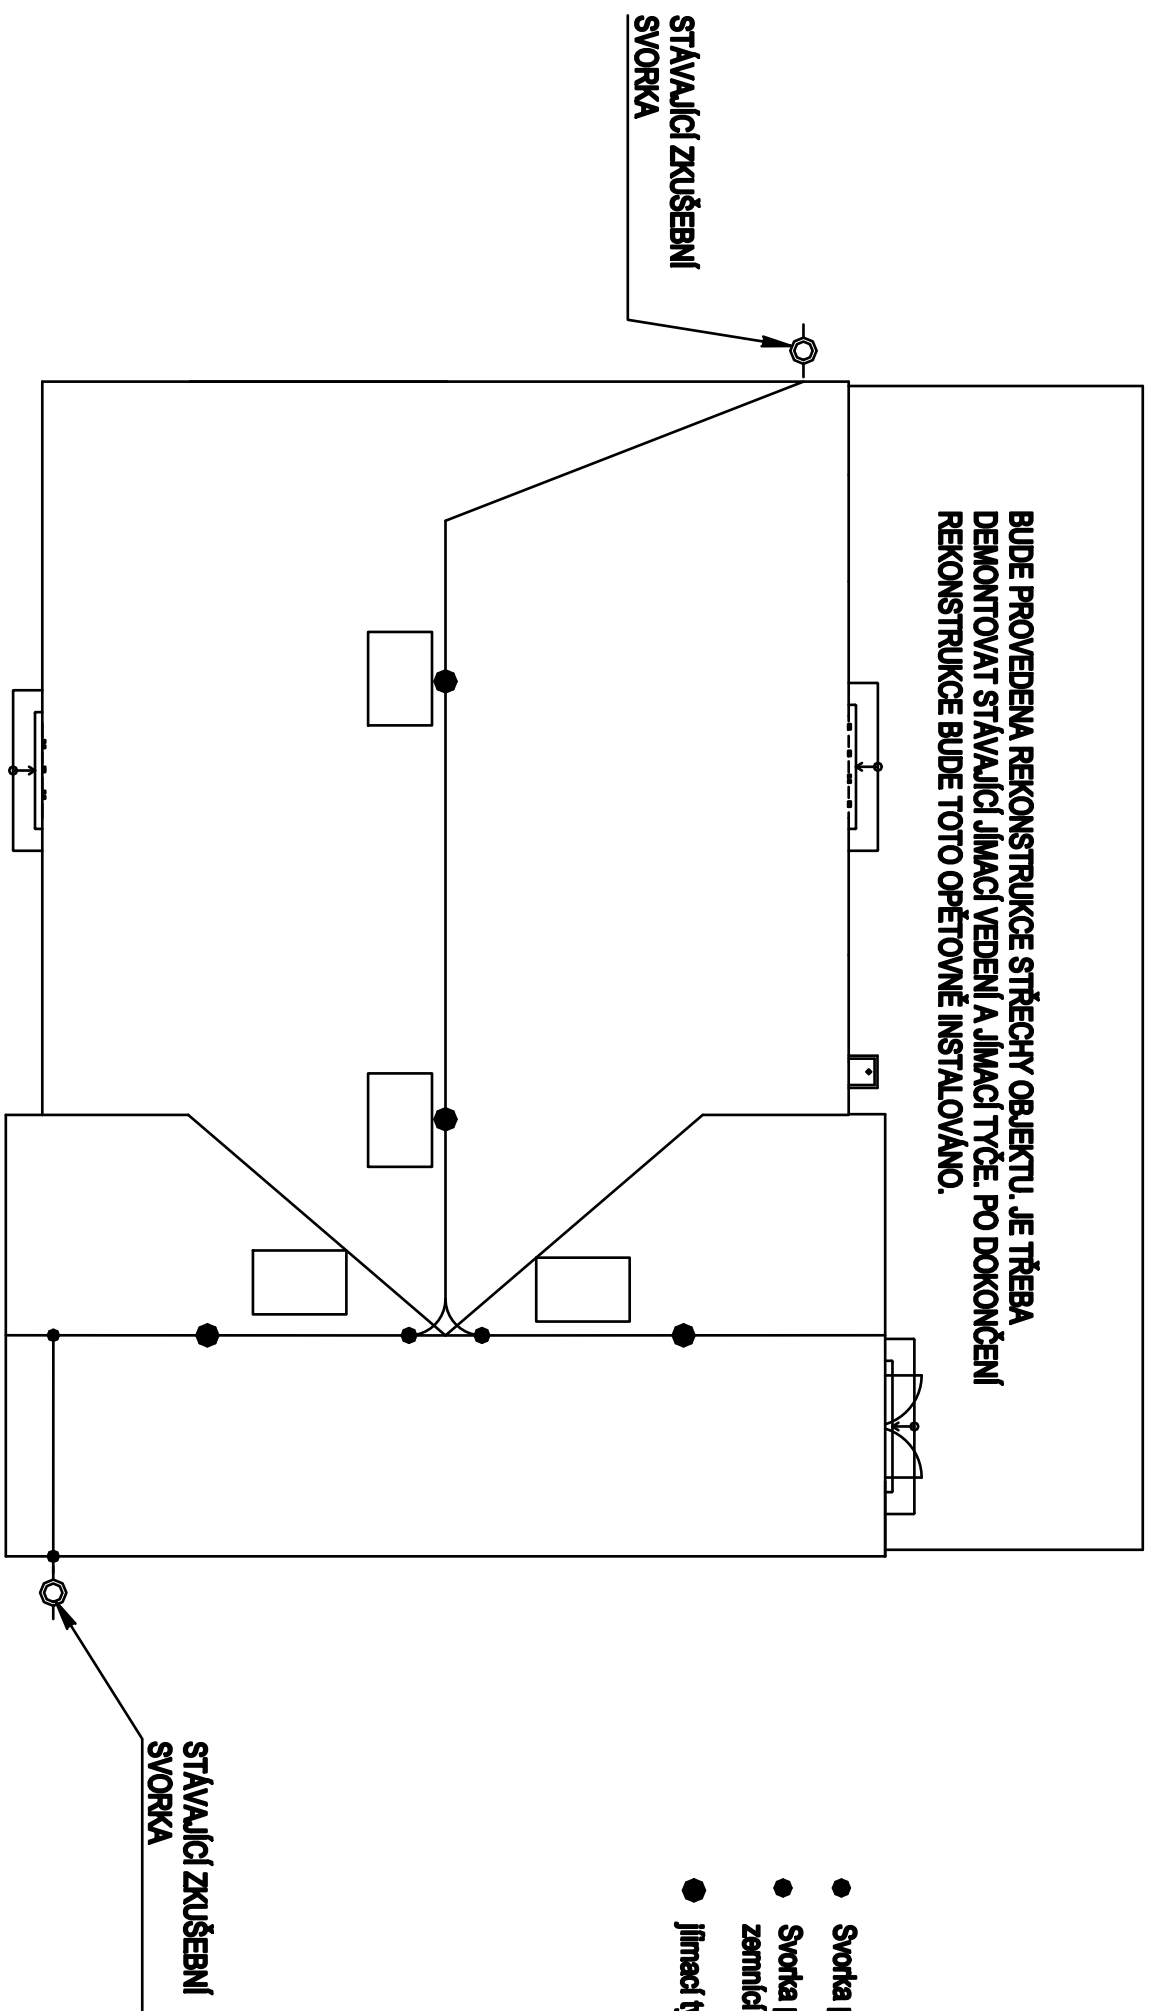 STÁVAJÍCÍ ZKUŠEBNÍ
SVORKA
BUDE PROVEDENA REKONSTRUKCE STŘECHY OBJEKTU. JE TŘEBA
DEMONTOVAT STÁVAJÍCÍ JÍMACÍ VEDENÍ A JÍMACÍ TYČE. PO DOKONČENÍ
REKONSTRUKCE BUDE TOTO OPĚTOVNĚ INSTALOVÁNO.
STÁVAJÍCÍ ZKUŠEBNÍ
SVORKA
Svorka
Svorka
zemnící
jímací